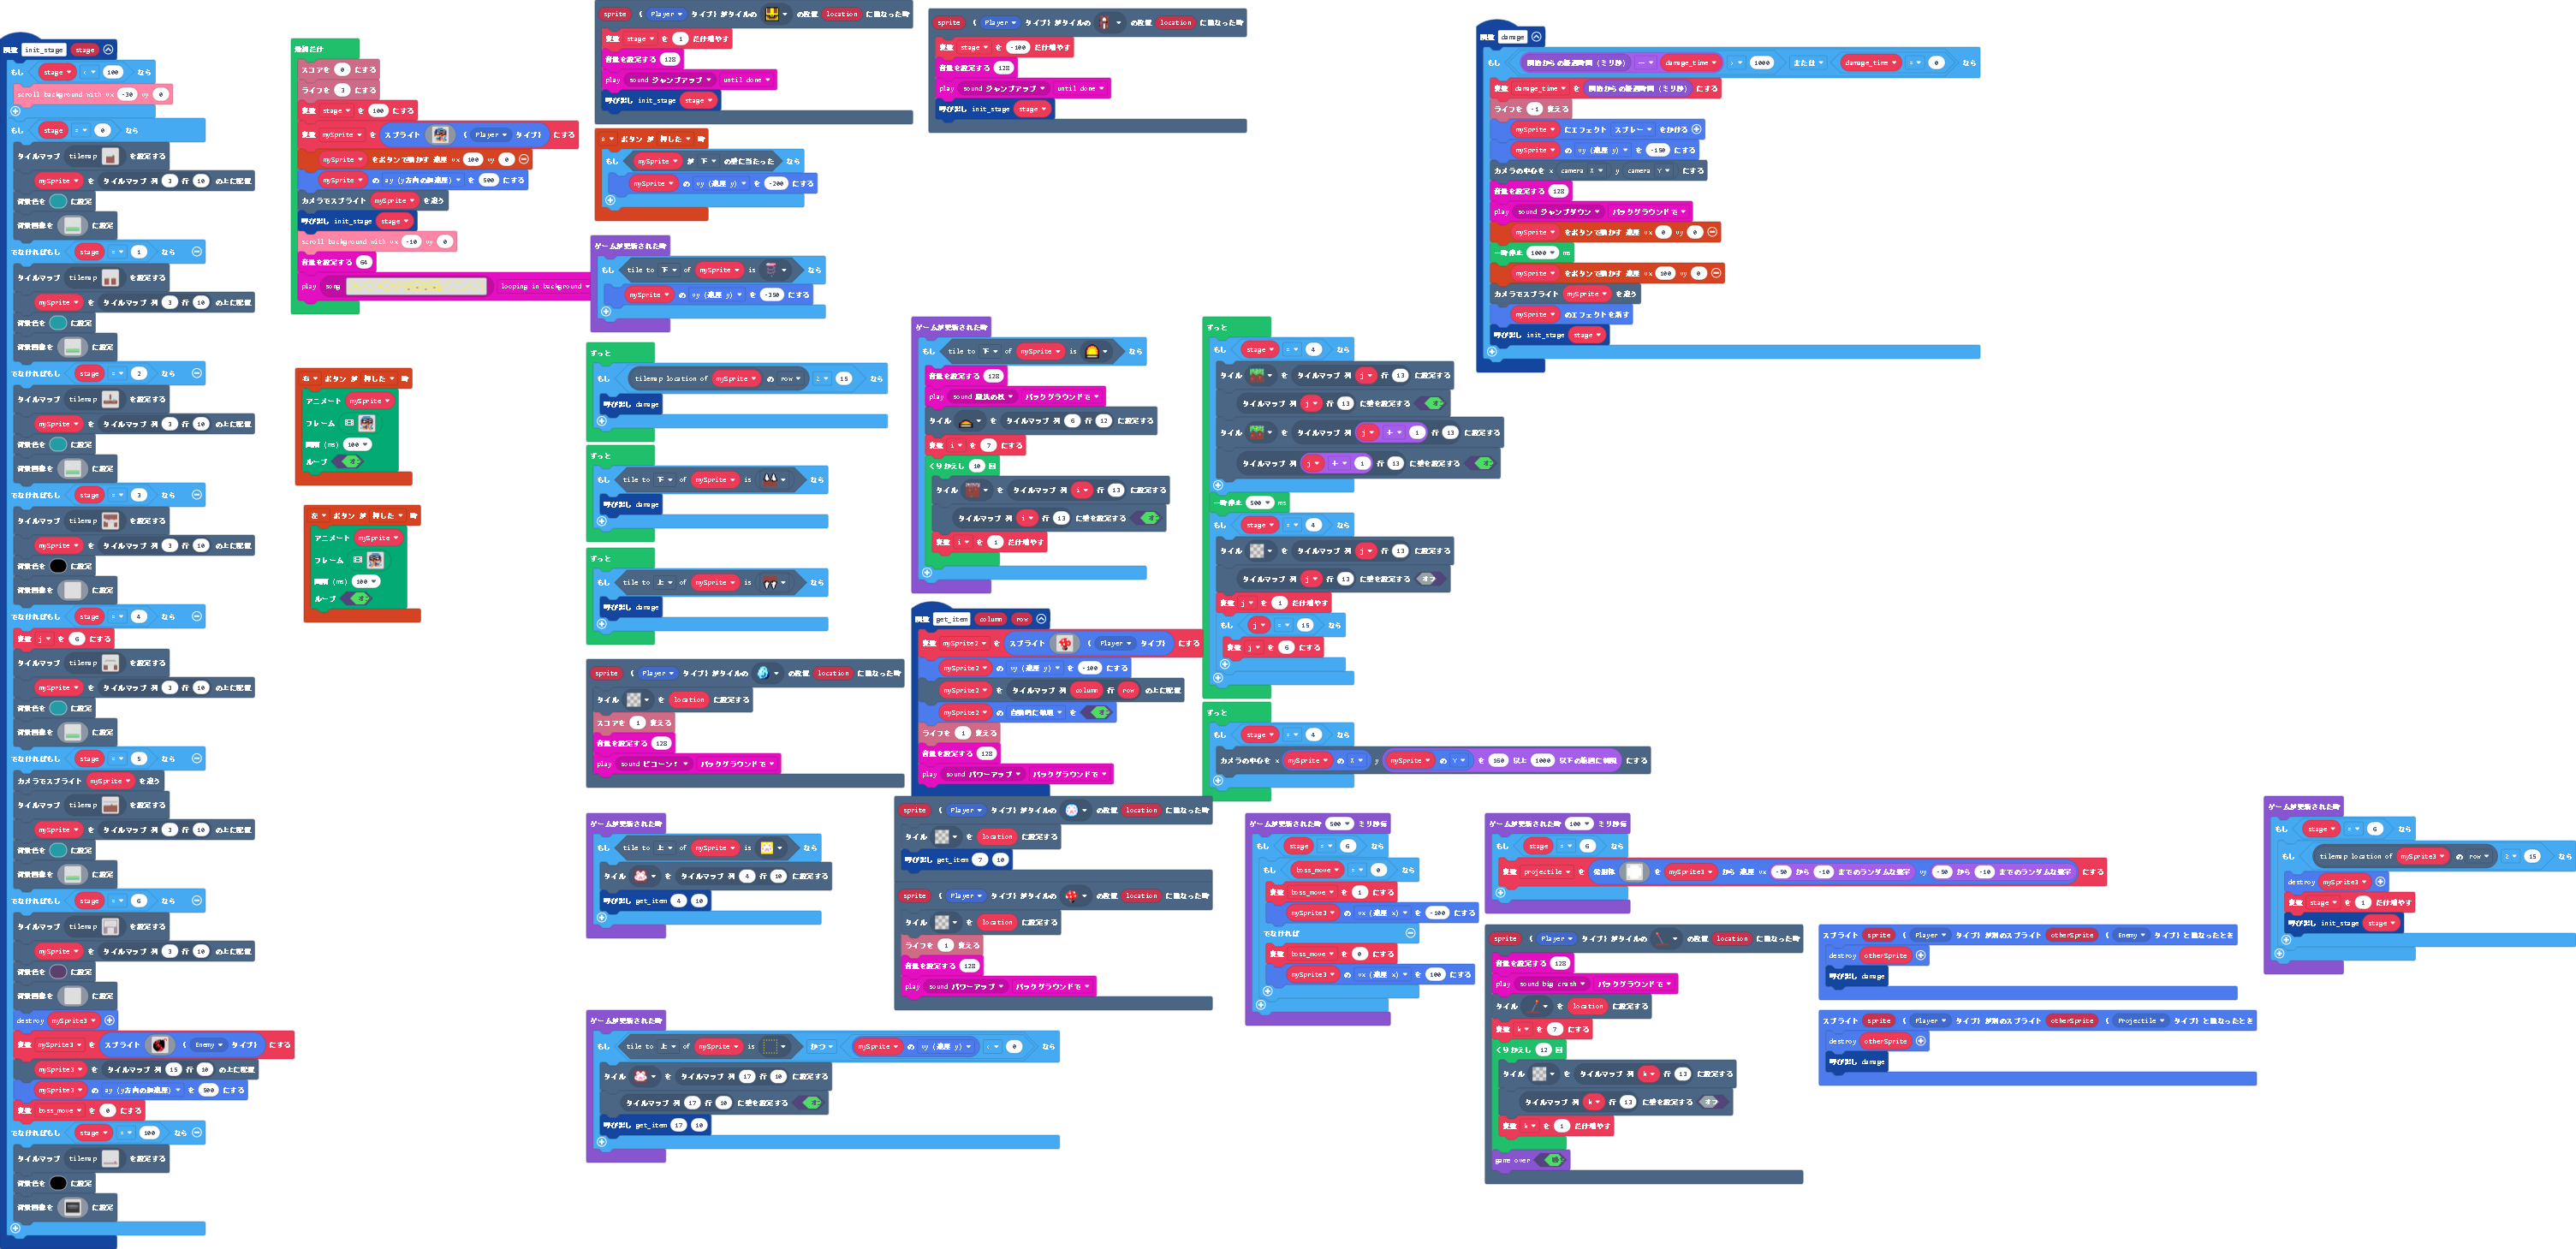 関数 init_stage stage
もし stage < 100 なら
scroll background with vx -30 vy 0
もし stage = 0 なら
タイルマップ tilemap を設定する
mySprite を タイルマップ 列 3 行 10 の上に配置
背景色を に設定
背景画像を に設定
でなければもし stage = 1 なら
タイルマップ tilemap を設定する
mySprite を タイルマップ 列 3 行 10 の上に配置
背景色を に設定
背景画像を に設定
でなければもし stage = 2 なら
タイルマップ tilemap を設定する
mySprite を タイルマップ 列 3 行 10 の上に配置
背景色を に設定
背景画像を に設定
でなければもし stage = 3 なら
タイルマップ tilemap を設定する
mySprite を タイルマップ 列 3 行 10 の上に配置
背景色を に設定
背景画像を に設定
でなければもし stage = 4 なら
変数 j を 6 にする
タイルマップ tilemap を設定する
mySprite を タイルマップ 列 3 行 10 の上に配置
背景色を に設定
背景画像を に設定
でなければもし stage = 5 なら
カメラでスプライト mySprite を追う
タイルマップ tilemap を設定する
mySprite を タイルマップ 列 3 行 10 の上に配置
背景色を に設定
背景画像を に設定
でなければもし stage = 6 なら
タイルマップ tilemap を設定する
mySprite を タイルマップ 列 3 行 10 の上に配置
背景色を に設定
背景画像を に設定
destroy mySprite3
変数 mySprite3 を スプライト ( Enemy タイプ) にする
mySprite3 を タイルマップ 列 15 行 10 の上に配置
mySprite3 の ay (y方向の加速度) を 500 にする
変数 boss_move を 0 にする
でなければもし stage = 100 なら
タイルマップ tilemap を設定する
背景色を に設定
背景画像を に設定
最初だけ
スコアを 0 にする
ライフを 3 にする
変数 stage を 100 にする
変数 mySprite を スプライト ( Player タイプ) にする
mySprite をボタンで動かす 速度 vx 100 vy 0
mySprite の ay (y方向の加速度) を 500 にする
カメラでスプライト mySprite を追う
呼び出し init_stage stage
scroll background with vx -10 vy 0
音量を設定する 64
play song looping in background
右 ボタン が 押した 時
アニメート mySprite
フレーム
間隔 (ms) 100
ループ オン
左 ボタン が 押した 時
アニメート mySprite
フレーム
間隔 (ms) 100
ループ オン
sprite ( Player タイプ) がタイルの の位置 location に重なった時
変数 stage を 1 だけ増やす
音量を設定する 128
play sound ジャンプアップ until done
呼び出し init_stage stage
A ボタン が 押した 時
もし mySprite が 下 の壁に当たった なら
mySprite の vy (速度 y) を -200 にする
ゲームが更新された時
もし tile to 下 of mySprite is なら
mySprite の vy (速度 y) を -350 にする
ずっと
もし tilemap location of mySprite の row ≥ 15 なら
呼び出し damage
ずっと
もし tile to 下 of mySprite is なら
呼び出し damage
ずっと
もし tile to 上 of mySprite is なら
呼び出し damage
sprite ( Player タイプ) がタイルの の位置 location に重なった時
タイル を location に設定する
スコアを 1 変える
音量を設定する 128
play sound ピコーン! バックグラウンドで
ゲームが更新された時
もし tile to 上 of mySprite is なら
タイル を タイルマップ 列 4 行 10 に設定する
呼び出し get_item 4 10
ゲームが更新された時
もし tile to 上 of mySprite is かつ mySprite の vy (速度 y) < 0 なら
タイル を タイルマップ 列 17 行 10 に設定する
タイルマップ 列 17 行 10 に壁を設定する オン
呼び出し get_item 17 10
sprite ( Player タイプ) がタイルの の位置 location に重なった時
変数 stage を -100 だけ増やす
音量を設定する 128
play sound ジャンプアップ until done
呼び出し init_stage stage
ゲームが更新された時
もし tile to 下 of mySprite is なら
音量を設定する 128
play sound 魔法の杖 バックグラウンドで
タイル を タイルマップ 列 6 行 12 に設定する
変数 i を 7 にする
くりかえし 10 回
タイル を タイルマップ 列 i 行 13 に設定する
タイルマップ 列 i 行 13 に壁を設定する オン
変数 i を 1 だけ増やす
関数 get_item column row
変数 mySprite2 を スプライト ( Player タイプ) にする
mySprite2 の vy (速度 y) を -100 にする
mySprite2 を タイルマップ 列 column 行 row の上に配置
mySprite2 の 自動的に破壊 を オン
ライフを 1 変える
音量を設定する 128
play sound パワーアップ バックグラウンドで
sprite ( Player タイプ) がタイルの の位置 location に重なった時
タイル を location に設定する
呼び出し get_item 7 10
sprite ( Player タイプ) がタイルの の位置 location に重なった時
タイル を location に設定する
ライフを 1 変える
音量を設定する 128
play sound パワーアップ バックグラウンドで
ずっと
もし stage = 4 なら
タイル を タイルマップ 列 j 行 13 に設定する
タイルマップ 列 j 行 13 に壁を設定する オン
タイル を タイルマップ 列 j + 1 行 13 に設定する
タイルマップ 列 j + 1 行 13 に壁を設定する オン
一時停止 500 ms
もし stage = 4 なら
タイル を タイルマップ 列 j 行 13 に設定する
タイルマップ 列 j 行 13 に壁を設定する オフ
変数 j を 1 だけ増やす
もし j = 15 なら
変数 j を 6 にする
ずっと
もし stage = 4 なら
カメラの中心を x mySprite の X y mySprite の Y を 160 以上 1000 以下の範囲に制限 にする
ゲームが更新された時 500 ミリ秒毎
もし stage = 6 なら
もし boss_move = 0 なら
変数 boss_move を 1 にする
mySprite3 の vx (速度 x) を -100 にする
でなければ
変数 boss_move を 0 にする
mySprite3 の vx (速度 x) を 100 にする
関数 damage
もし 開始からの経過時間 (ミリ秒) - damage_time > 1000 または damage_time = 0 なら
変数 damage_time を 開始からの経過時間 (ミリ秒) にする
ライフを -1 変える
mySprite にエフェクト スプレー をかける
mySprite の vy (速度 y) を -150 にする
カメラの中心を x camera X y camera Y にする
音量を設定する 128
play sound ジャンプダウン バックグラウンドで
mySprite をボタンで動かす 速度 vx 0 vy 0
一時停止 1000 ms
mySprite をボタンで動かす 速度 vx 100 vy 0
カメラでスプライト mySprite を追う
mySprite のエフェクトを消す
呼び出し init_stage stage
ゲームが更新された時 100 ミリ秒毎
もし stage = 6 なら
変数 projectile を 発射体 を mySprite3 から 速度 vx -50 から -10 までのランダムな数字 vy -50 から -10 までのランダムな数字 にする
sprite ( Player タイプ) がタイルの の位置 location に重なった時
音量を設定する 128
play sound big crush バックグラウンドで
タイル を location に設定する
変数 k を 7 にする
くりかえし 12 回
タイル を タイルマップ 列 k 行 13 に設定する
タイルマップ 列 k 行 13 に壁を設定する オフ
変数 k を 1 だけ増やす
game over
スプライト sprite ( Player タイプ) が別のスプライト otherSprite ( Enemy タイプ) と重なったとき
destroy otherSprite
呼び出し damage
スプライト sprite ( Player タイプ) が別のスプライト otherSprite ( Projectile タイプ) と重なったとき
destroy otherSprite
呼び出し damage
ゲームが更新された時
もし stage = 6 なら
もし tilemap location of mySprite3 の row ≥ 15 なら
destroy mySprite3
変数 stage を 1 だけ増やす
呼び出し init_stage stage